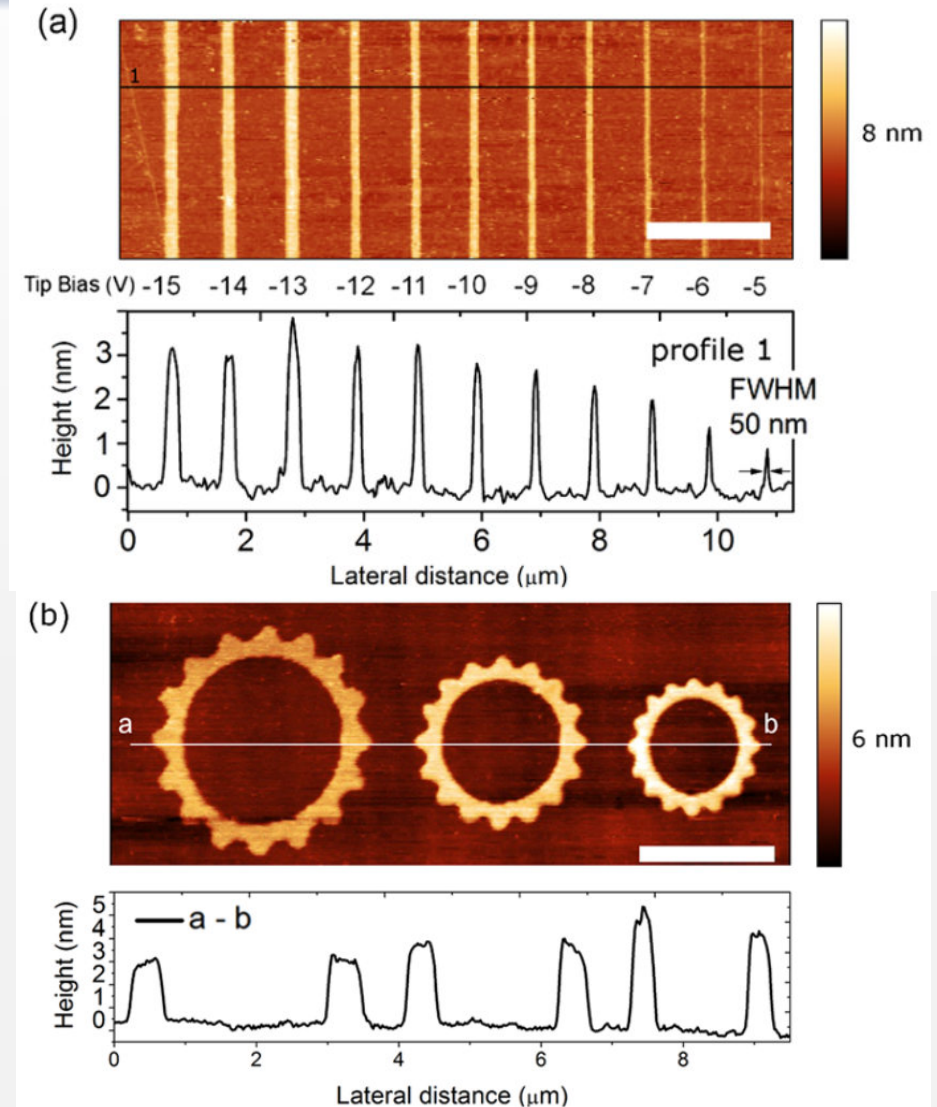 (a)
1
8 nm
Tip Bias (V) -15 -14 -13 -12 -11 -10 -9 -8 -7 -6 -5
profile 1
FWHM
50 nm
Height (nm)
3
2
1
0
0 2 4 6 8 10
Lateral distance (μm)
(b)
a
b
6 nm
a - b
Height (nm)
5
4
3
2
1
0
0 2 4 6 8
Lateral distance (μm)